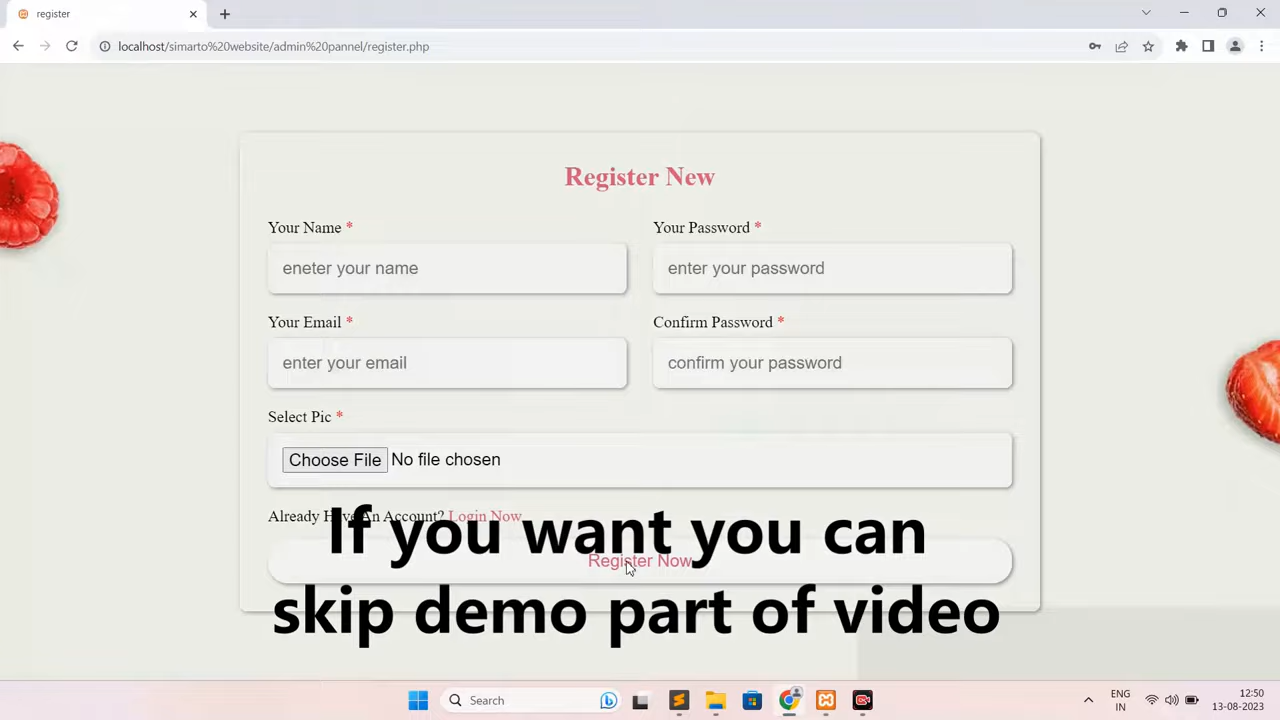 register
localhost/simarto%20website/admin%20pannel/register.php
Register New
Your Name *
Your Password *
eneter your name
enter your password
Your Email *
Confirm Password *
enter your email
confirm your password
Select Pic *
Choose File No file chosen
Already Have An Account? Login Now
If you want you can
Register Now
skip demo part of video
Search
ENG
IN
12:50
13-08-2023